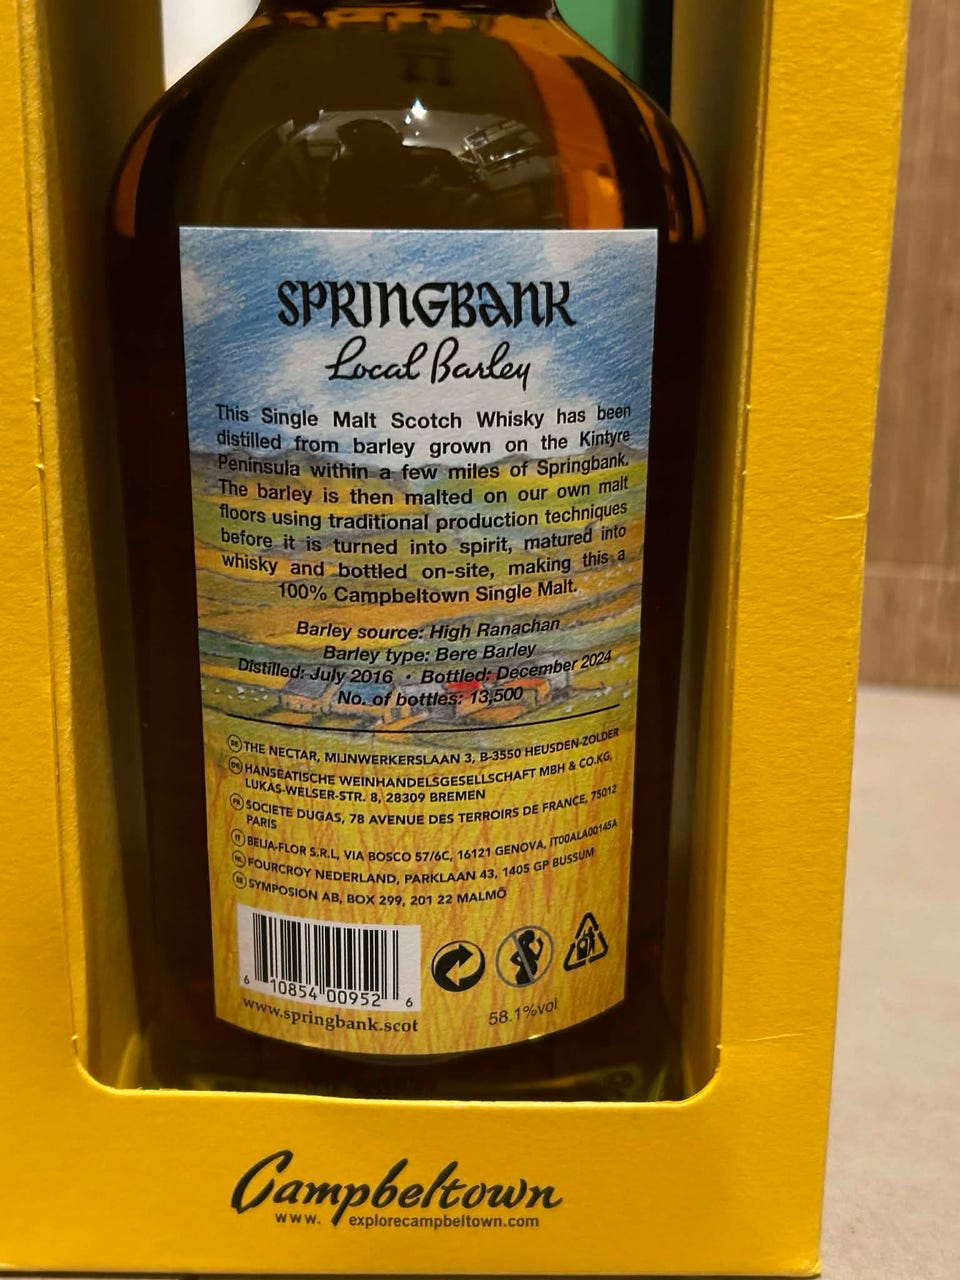 SPRINGBANK
Local Barley
This Single Malt Scotch Whisky has been
distilled from barley grown on the Kintyre
Peninsula within a few miles of Springbank.
The barley is then malted on our own malt
floors using traditional production techniques
before it is turned into spirit, matured into
whisky and bottled on-site, making this a
100% Campbeltown Single Malt.
Barley source: High Ranachan
Barley type: Bere Barley
Distilled: July 2016 • Bottled: December 2024
No. of bottles: 13,500
BE THE NECTAR, MIJNWERKERSLAAN 3, B-3550 HEUSDEN-ZOLDER
DE HANSEATISCHE WEINHANDELSGESELLSCHAFT MBH & CO.KG,
LUKAS-WELSER-STR. 8, 28309 BREMEN
FR SOCIETE DUGAS, 78 AVENUE DES TERROIRS DE FRANCE, 75012
PARIS
IT BEIJA-FLOR S.R.L, VIA BOSCO 57/6C, 16121 GENOVA, IT00ALA00145A
NL FOURCROY NEDERLAND, PARKLAAN 43, 1405 GP BUSSUM
SYMPOSION AB, BOX 299, 201 22 MALMÖ
6 10854 00952 6
www.springbank.scot
58.1%vol
Campbeltown
www. explorecampbeltown.com